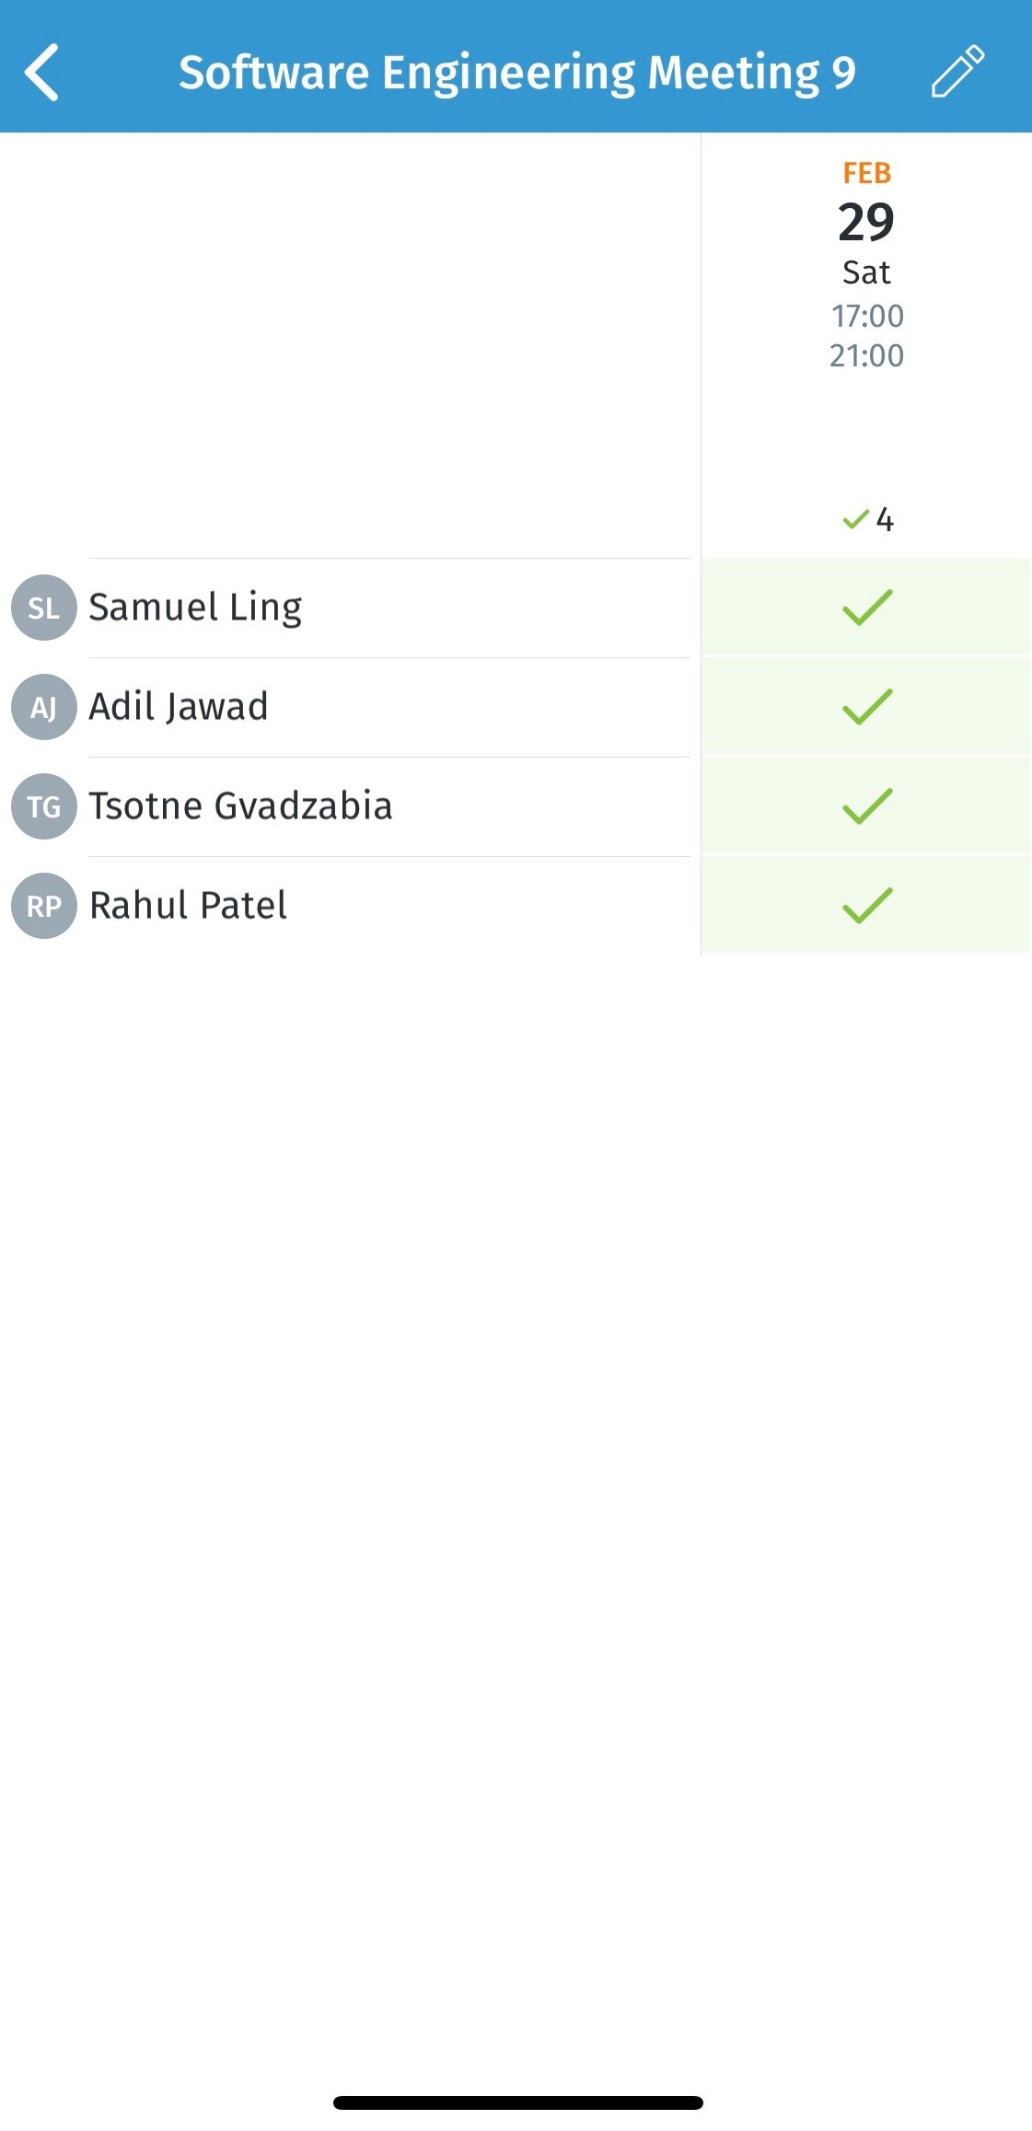 Software Engineering Meeting 9
FEB
29
Sat
17:00
21:00
4
SL Samuel Ling
AJ Adil Jawad
TG Tsotne Gvadzabia
RP Rahul Patel